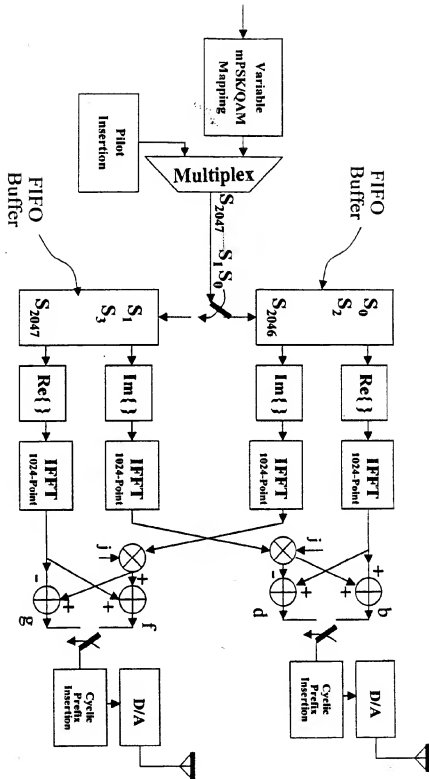 Variable
mPSK/QAM
Mapping
Pilot
Insertion
Multiplex
S2047 ...... S1 S0
FIFO
Buffer
S0
S2
S2046
FIFO
Buffer
S1
S3
S2047
Re{ }
Im{ }
Im{ }
Re{ }
IFFT
1024-Point
IFFT
1024-Point
IFFT
1024-Point
IFFT
1024-Point
j
j
+
+
-
+
b
d
+
+
-
+
f
g
Cyclic
Prefix
Insertion
D/A
Cyclic
Prefix
Insertion
D/A